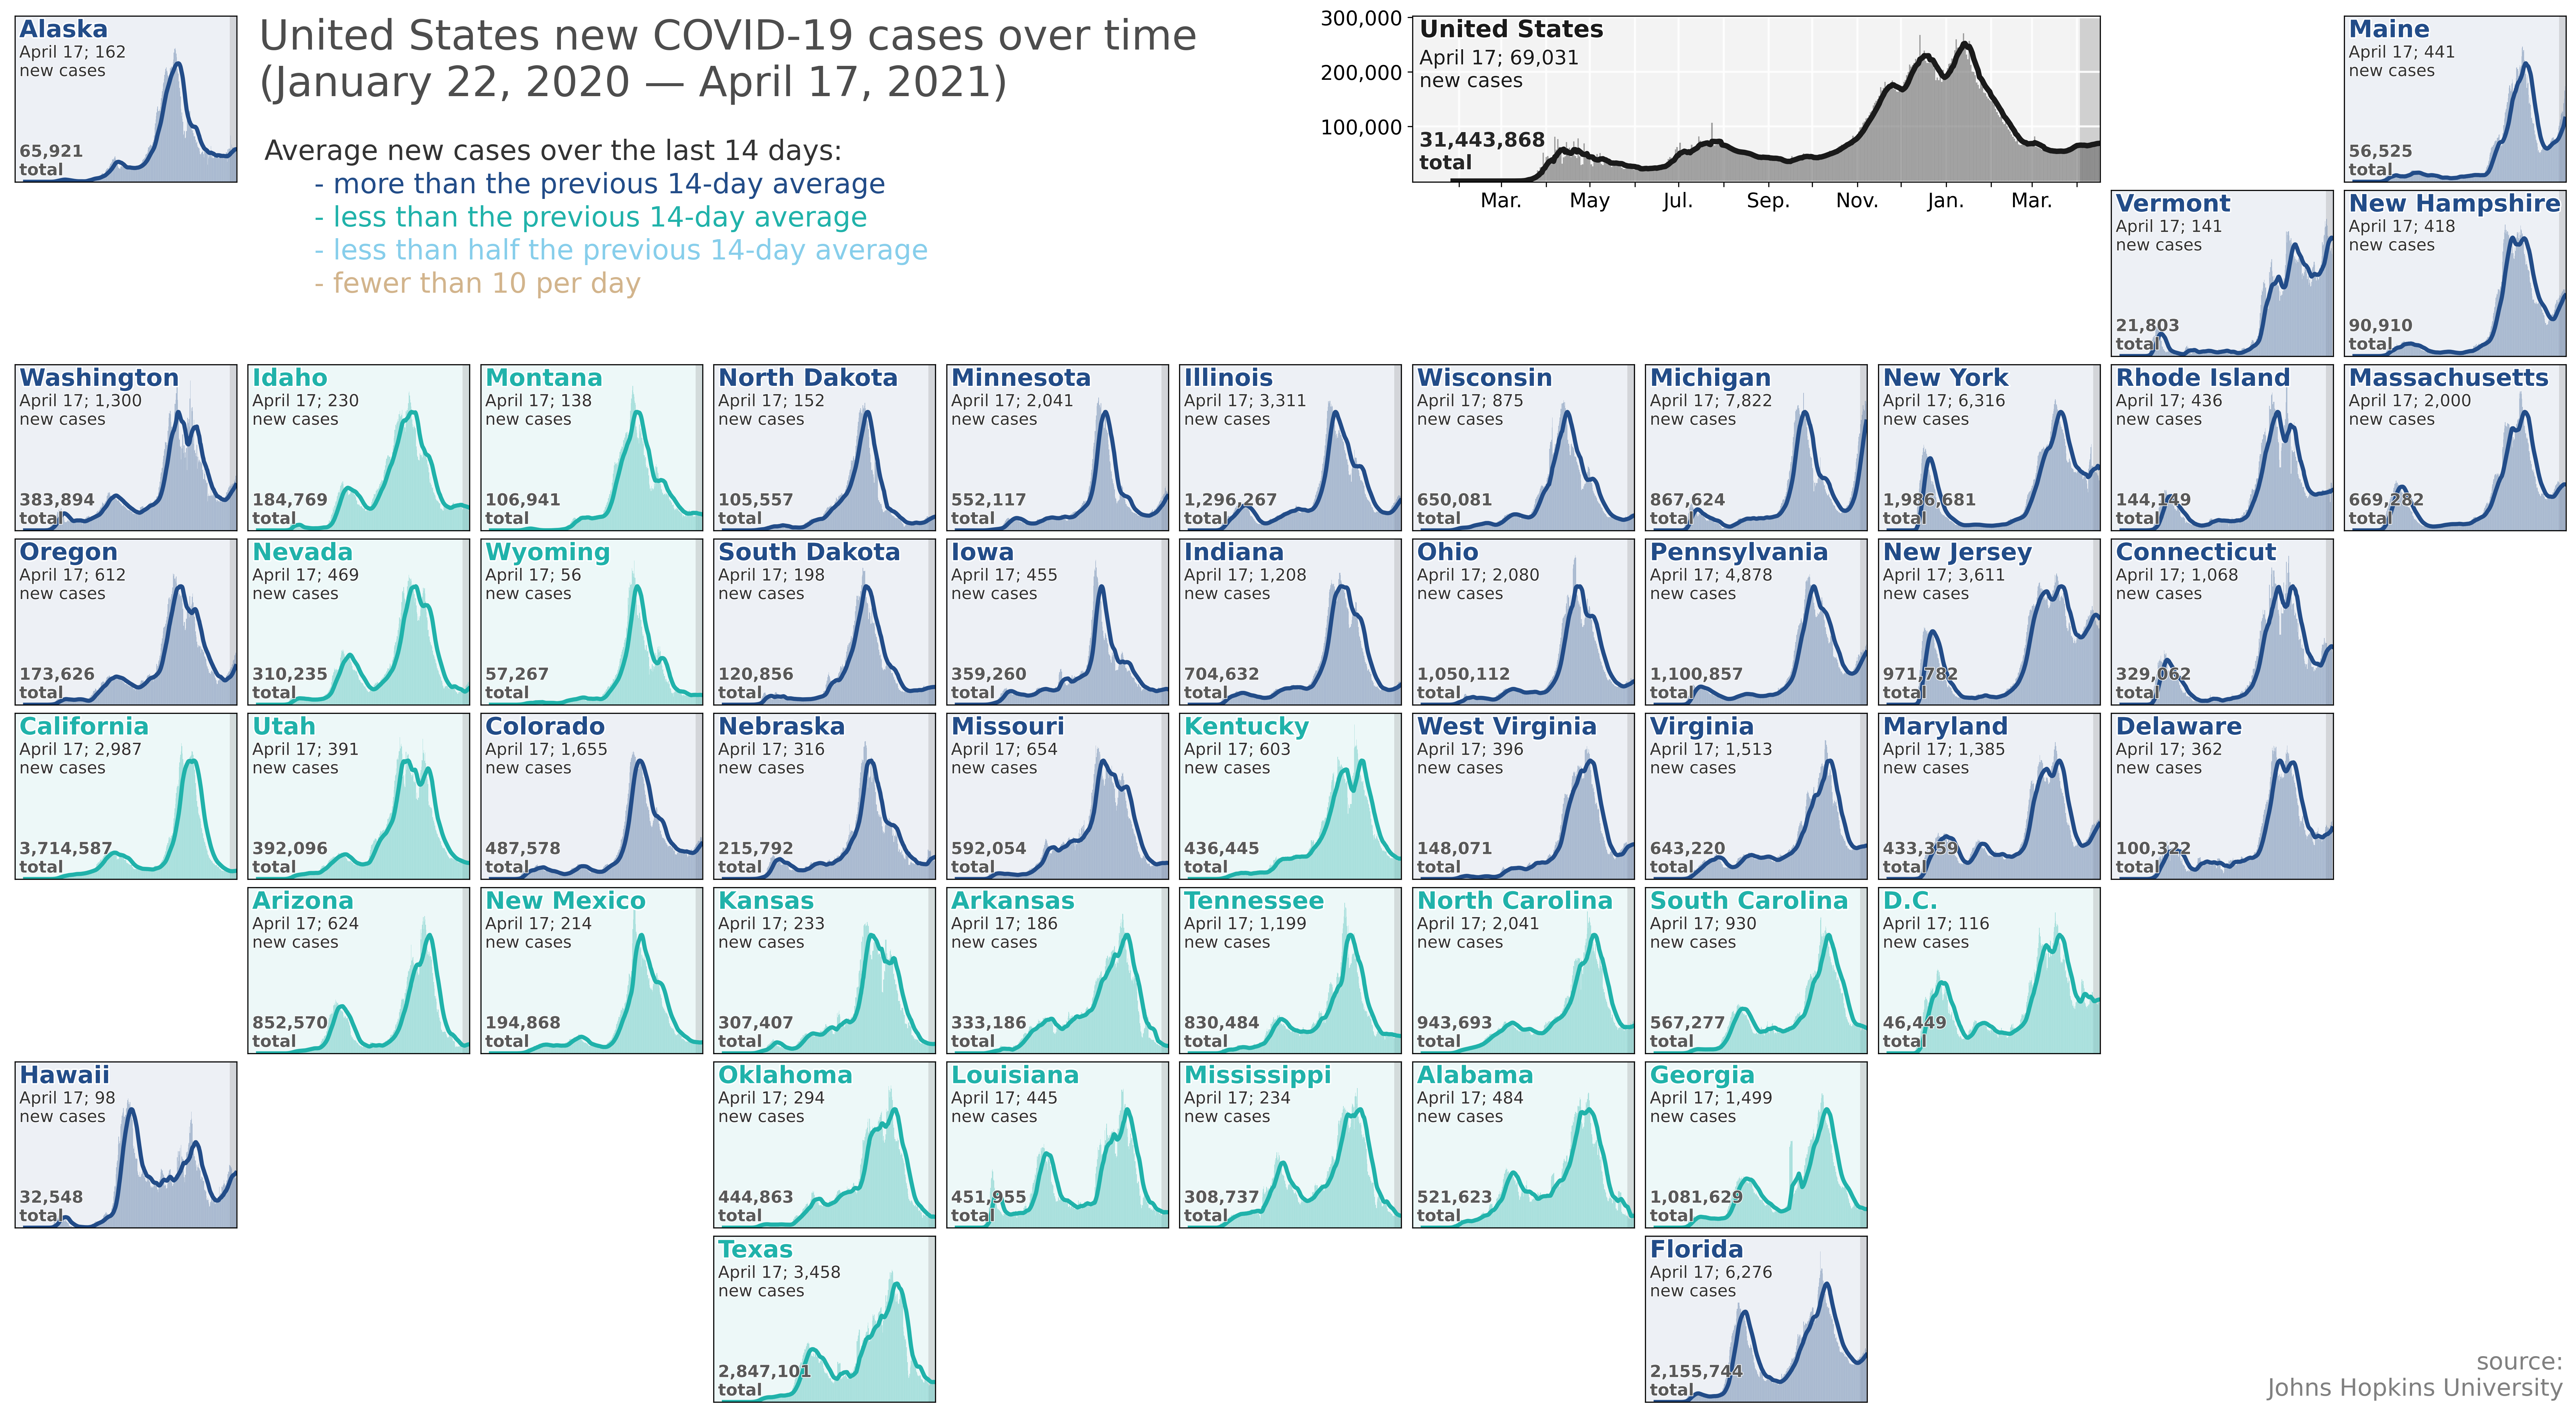 Alaska
April 17; 162
new cases
65,921
total
United States new COVID-19 cases over time
(January 22, 2020 — April 17, 2021)
Average new cases over the last 14 days:
- more than the previous 14-day average
- less than the previous 14-day average
- less than half the previous 14-day average
- fewer than 10 per day
300,000
200,000
100,000
United States
April 17; 69,031
new cases
31,443,868
total
Mar. May Jul. Sep. Nov. Jan. Mar.
Maine
April 17; 441
new cases
56,525
total
Vermont
April 17; 141
new cases
21,803
total
New Hampshire
April 17; 418
new cases
90,910
total
Washington
April 17; 1,300
new cases
383,894
total
Idaho
April 17; 230
new cases
184,769
total
Montana
April 17; 138
new cases
106,941
total
North Dakota
April 17; 152
new cases
105,557
total
Minnesota
April 17; 2,041
new cases
552,117
total
Illinois
April 17; 3,311
new cases
1,296,267
total
Wisconsin
April 17; 875
new cases
650,081
total
Michigan
April 17; 7,822
new cases
867,624
total
New York
April 17; 6,316
new cases
1,986,681
total
Rhode Island
April 17; 436
new cases
144,149
total
Massachusetts
April 17; 2,000
new cases
669,282
total
Oregon
April 17; 612
new cases
173,626
total
Nevada
April 17; 469
new cases
310,235
total
Wyoming
April 17; 56
new cases
57,267
total
South Dakota
April 17; 198
new cases
120,856
total
Iowa
April 17; 455
new cases
359,260
total
Indiana
April 17; 1,208
new cases
704,632
total
Ohio
April 17; 2,080
new cases
1,050,112
total
Pennsylvania
April 17; 4,878
new cases
1,100,857
total
New Jersey
April 17; 3,611
new cases
971,782
total
Connecticut
April 17; 1,068
new cases
329,062
total
California
April 17; 2,987
new cases
3,714,587
total
Utah
April 17; 391
new cases
392,096
total
Colorado
April 17; 1,655
new cases
487,578
total
Nebraska
April 17; 316
new cases
215,792
total
Missouri
April 17; 654
new cases
592,054
total
Kentucky
April 17; 603
new cases
436,445
total
West Virginia
April 17; 396
new cases
148,071
total
Virginia
April 17; 1,513
new cases
643,220
total
Maryland
April 17; 1,385
new cases
433,359
total
Delaware
April 17; 362
new cases
100,322
total
Arizona
April 17; 624
new cases
852,570
total
New Mexico
April 17; 214
new cases
194,868
total
Kansas
April 17; 233
new cases
307,407
total
Arkansas
April 17; 186
new cases
333,186
total
Tennessee
April 17; 1,199
new cases
830,484
total
North Carolina
April 17; 2,041
new cases
943,693
total
South Carolina
April 17; 930
new cases
567,277
total
D.C.
April 17; 116
new cases
46,449
total
Hawaii
April 17; 98
new cases
32,548
total
Oklahoma
April 17; 294
new cases
444,863
total
Louisiana
April 17; 445
new cases
451,955
total
Mississippi
April 17; 234
new cases
308,737
total
Alabama
April 17; 484
new cases
521,623
total
Georgia
April 17; 1,499
new cases
1,081,629
total
Texas
April 17; 3,458
new cases
2,847,101
total
Florida
April 17; 6,276
new cases
2,155,744
total
source:
Johns Hopkins University